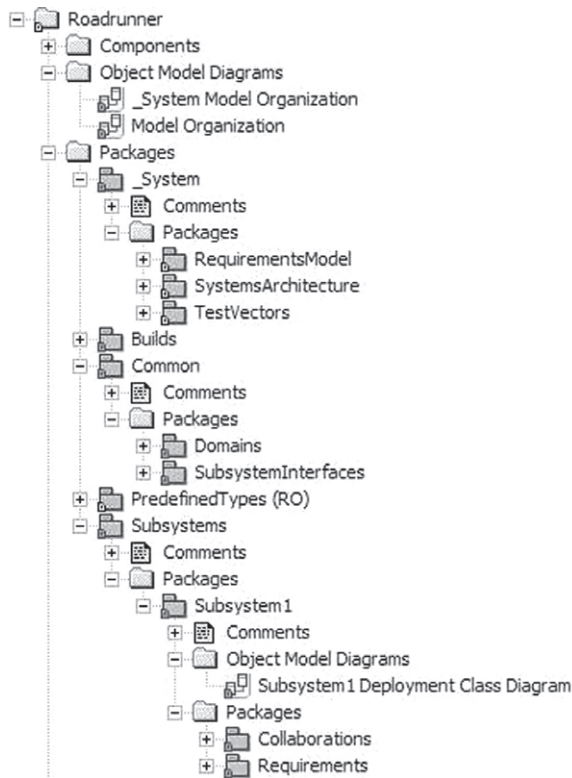 Roadrunner
Components
Object Model Diagrams
_System Model Organization
Model Organization
Packages
_System
Comments
Packages
RequirementsModel
SystemsArchitecture
TestVectors
Builds
Common
Comments
Packages
Domains
SubsystemInterfaces
PredefinedTypes (RO)
Subsystems
Comments
Packages
Subsystem1
Comments
Object Model Diagrams
Subsystem1 Deployment Class Diagram
Packages
Collaborations
Requirements